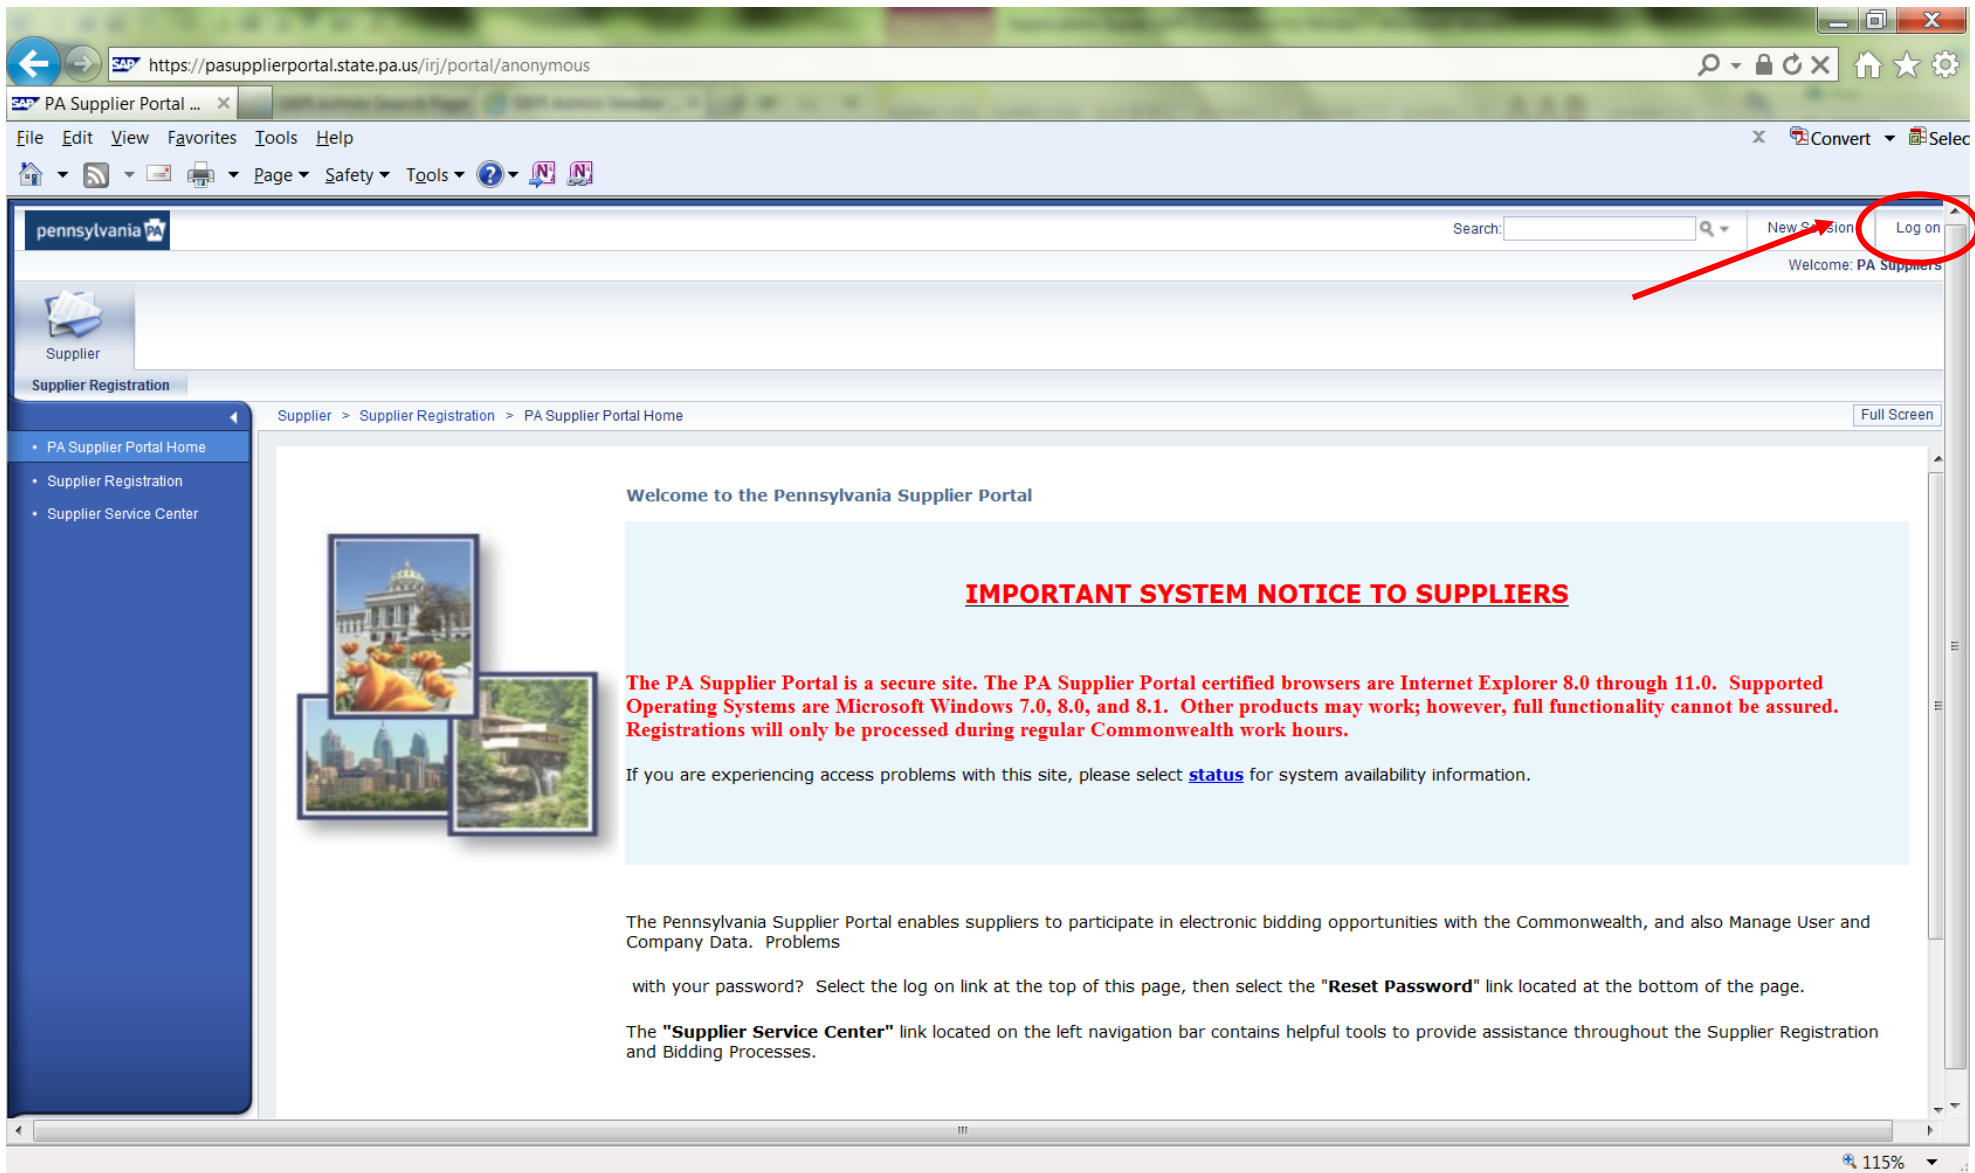 https://pasupplierportal.state.pa.us/irj/portal/anonymous
PA Supplier Portal ...
File Edit View Favorites Tools Help
Convert Selec
Page Safety Tools
pennsylvania PA
Search: New Session Log on
Welcome: PA Suppliers
Supplier
Supplier Registration
Supplier > Supplier Registration > PA Supplier Portal Home Full Screen
• PA Supplier Portal Home
• Supplier Registration
• Supplier Service Center
Welcome to the Pennsylvania Supplier Portal
IMPORTANT SYSTEM NOTICE TO SUPPLIERS
The PA Supplier Portal is a secure site. The PA Supplier Portal certified browsers are Internet Explorer 8.0 through 11.0. Supported
Operating Systems are Microsoft Windows 7.0, 8.0, and 8.1. Other products may work; however, full functionality cannot be assured.
Registrations will only be processed during regular Commonwealth work hours.
If you are experiencing access problems with this site, please select status for system availability information.
The Pennsylvania Supplier Portal enables suppliers to participate in electronic bidding opportunities with the Commonwealth, and also Manage User and
Company Data. Problems
with your password? Select the log on link at the top of this page, then select the "Reset Password" link located at the bottom of the page.
The "Supplier Service Center" link located on the left navigation bar contains helpful tools to provide assistance throughout the Supplier Registration
and Bidding Processes.
115%